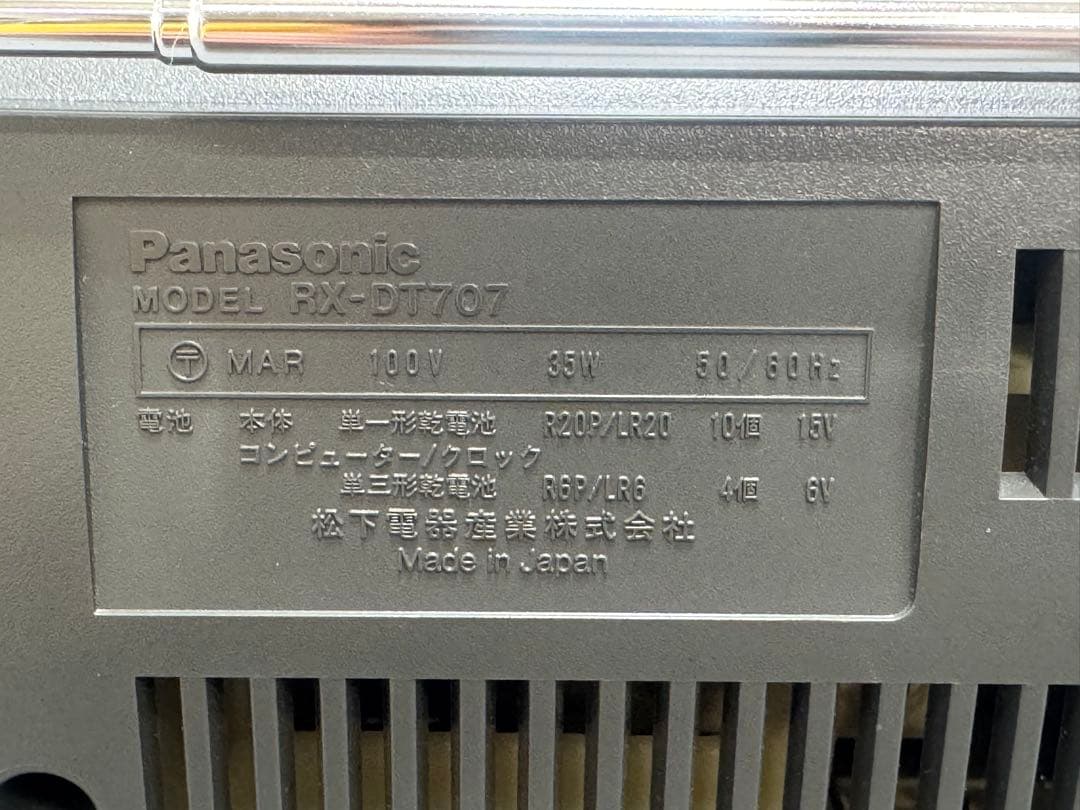 Panasonic
MODEL RX-DT707
〒 MAR 100V 35W 50/60Hz
電池 本体 単一形乾電池 R20P/LR20 10個 15V
コンピューター/クロック
単三形乾電池 R6P/LR6 4個 6V
松下電器産業株式会社
Made in Japan